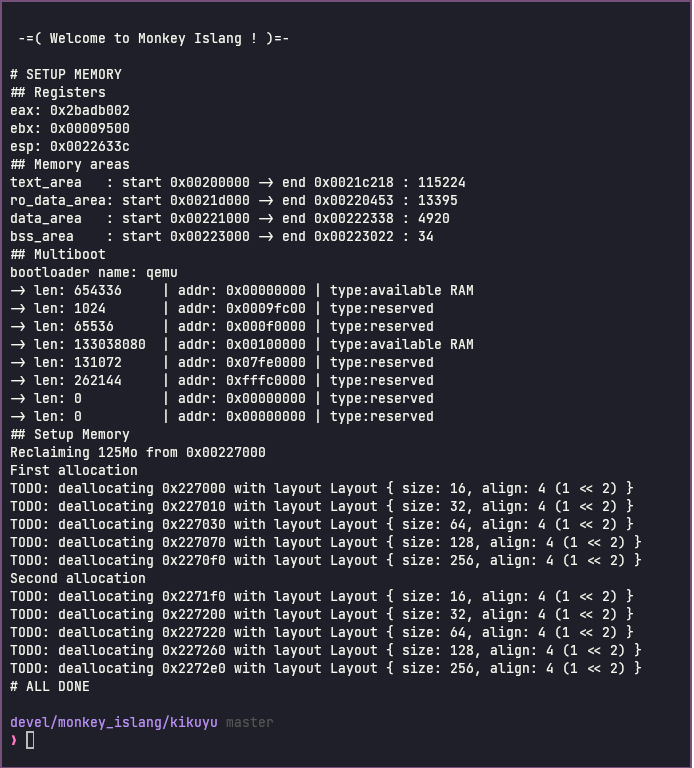 -=( Welcome to Monkey Islang ! )=-
# SETUP MEMORY
## Registers
eax: 0x2badb002
ebx: 0x00009500
esp: 0x0022633c
## Memory areas
text_area   : start 0x00200000 -> end 0x0021c218 : 115224
ro_data_area: start 0x0021d000 -> end 0x00220453 : 13395
data_area   : start 0x00221000 -> end 0x00222338 : 4920
bss_area    : start 0x00223000 -> end 0x00223022 : 34
## Multiboot
bootloader name: qemu
-> len: 654336     | addr: 0x00000000 | type:available RAM
-> len: 1024       | addr: 0x0009fc00 | type:reserved
-> len: 65536      | addr: 0x000f0000 | type:reserved
-> len: 133038080  | addr: 0x00100000 | type:available RAM
-> len: 131072     | addr: 0x07fe0000 | type:reserved
-> len: 262144     | addr: 0xfffc0000 | type:reserved
-> len: 0          | addr: 0x00000000 | type:reserved
-> len: 0          | addr: 0x00000000 | type:reserved
## Setup Memory
Reclaiming 125Mo from 0x00227000
First allocation
TODO: deallocating 0x227000 with layout Layout { size: 16, align: 4 (1 << 2) }
TODO: deallocating 0x227010 with layout Layout { size: 32, align: 4 (1 << 2) }
TODO: deallocating 0x227030 with layout Layout { size: 64, align: 4 (1 << 2) }
TODO: deallocating 0x227070 with layout Layout { size: 128, align: 4 (1 << 2) }
TODO: deallocating 0x2270f0 with layout Layout { size: 256, align: 4 (1 << 2) }
Second allocation
TODO: deallocating 0x2271f0 with layout Layout { size: 16, align: 4 (1 << 2) }
TODO: deallocating 0x227200 with layout Layout { size: 32, align: 4 (1 << 2) }
TODO: deallocating 0x227220 with layout Layout { size: 64, align: 4 (1 << 2) }
TODO: deallocating 0x227260 with layout Layout { size: 128, align: 4 (1 << 2) }
TODO: deallocating 0x2272e0 with layout Layout { size: 256, align: 4 (1 << 2) }
# ALL DONE
devel/monkey_islang/kikuyu master
❯